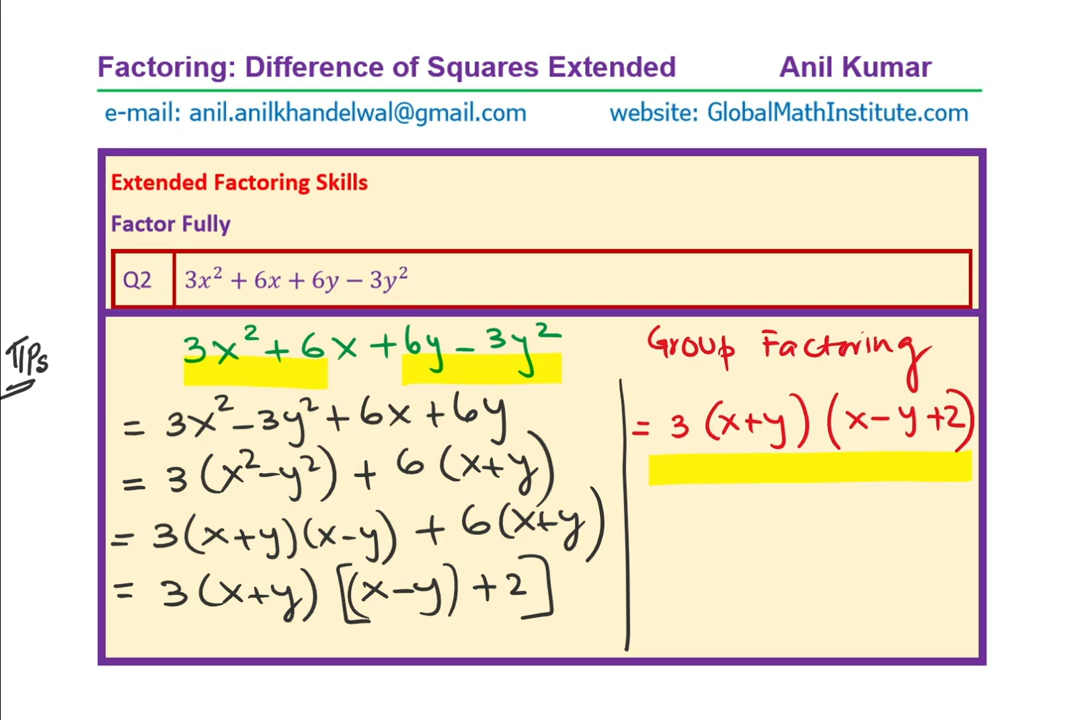 Factoring: Difference of Squares Extended Anil Kumar
e-mail: anil.anilkhandelwal@gmail.com website: GlobalMathInstitute.com
Extended Factoring Skills
Factor Fully
Q2 3x² + 6x + 6y − 3y²
TIPs
3x² + 6x + 6y − 3y²
= 3x² − 3y² + 6x + 6y
= 3(x² − y²) + 6(x+y)
= 3(x+y)(x−y) + 6(x+y)
= 3(x+y)[(x−y)+2]
Group Factoring
= 3(x+y)(x−y+2)